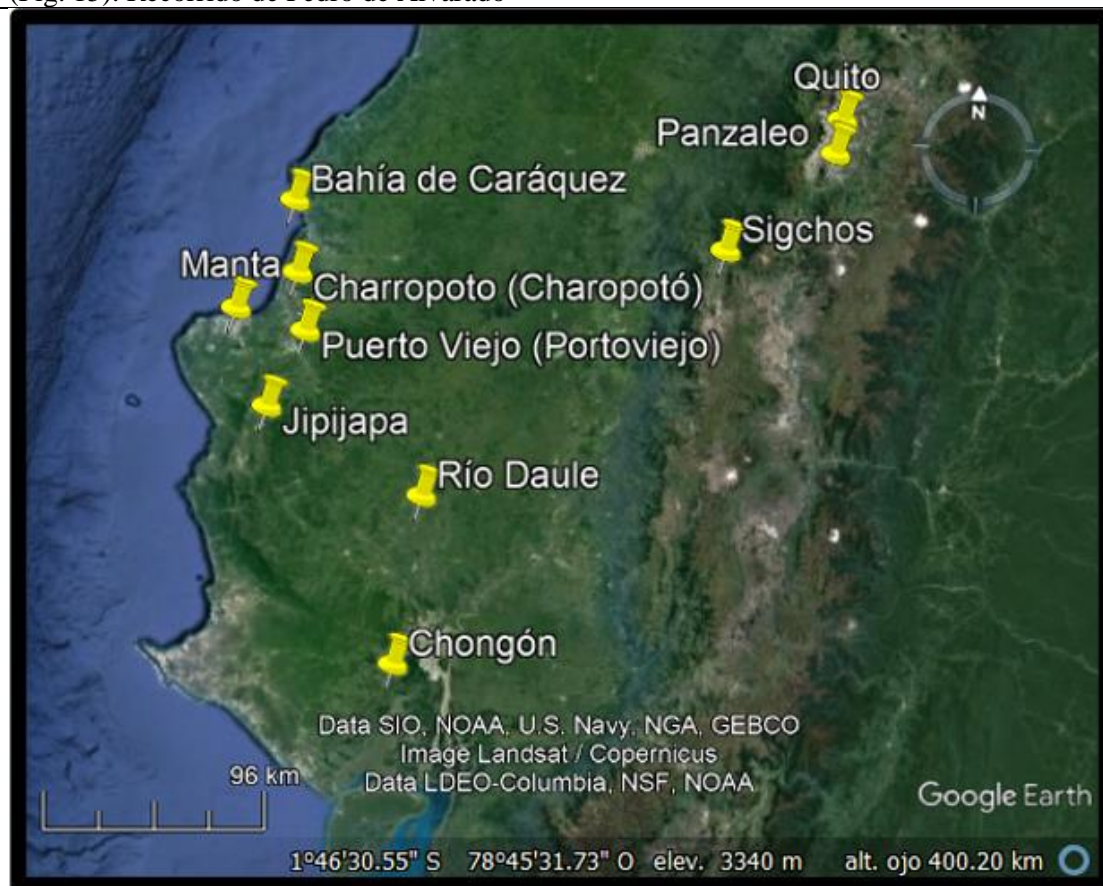 (Fig. 15). Recorrido de Pedro de Alvarado
Quito
Panzaleo
N
Bahía de Caráquez
Sigchos
Manta
Charropoto (Charopotó)
Puerto Viejo (Portoviejo)
Jipijapa
Río Daule
Chongón
Data SIO, NOAA, U.S. Navy, NGA, GEBCO
Image Landsat / Copernicus
Data LDEO-Columbia, NSF, NOAA
96 km
Google Earth
1º46'30.55" S 78º45'31.73" O elev. 3340 m alt. ojo 400.20 km